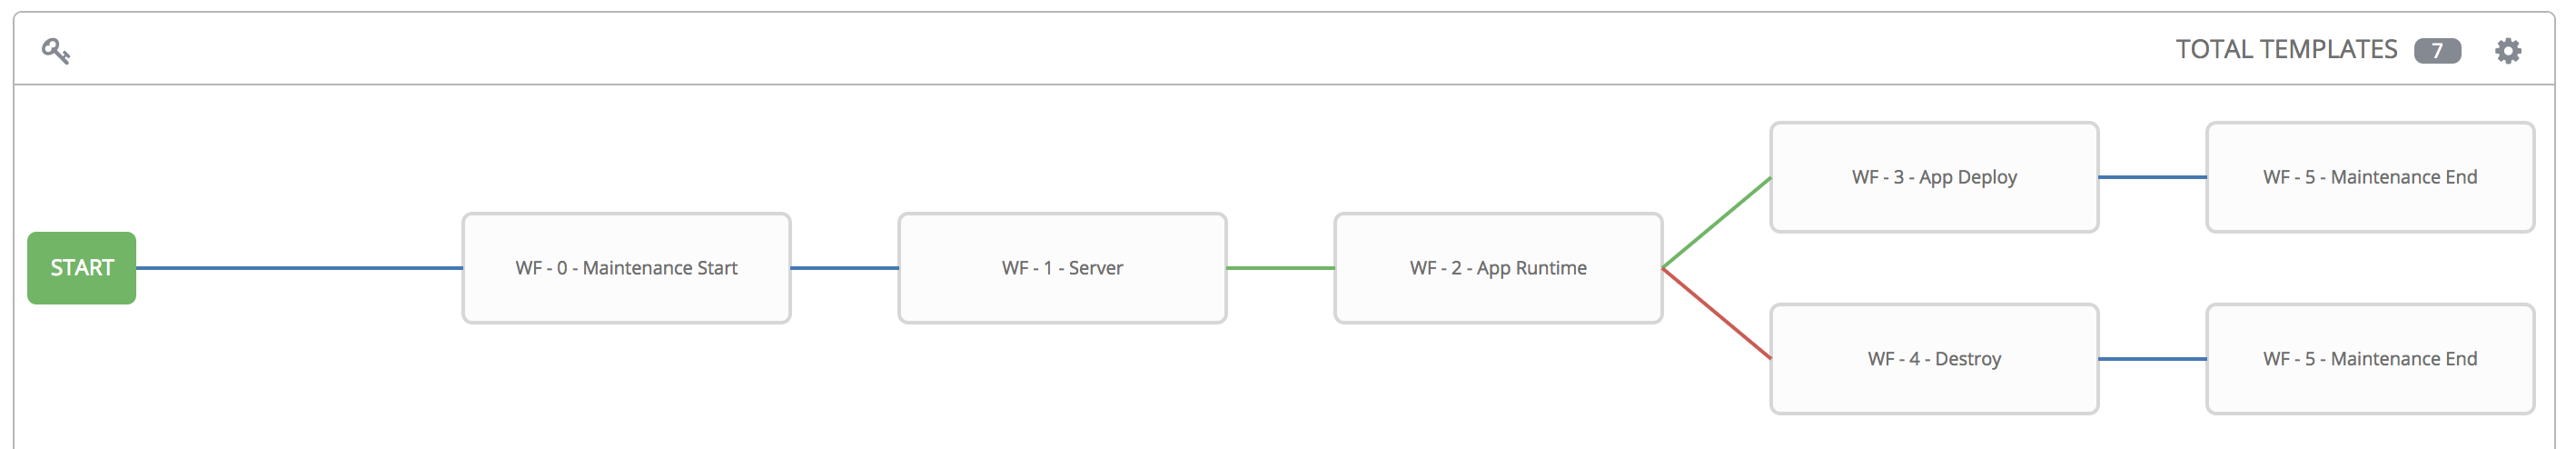 TOTAL TEMPLATES 7
START
WF - 0 - Maintenance Start
WF - 1 - Server
WF - 2 - App Runtime
WF - 3 - App Deploy
WF - 5 - Maintenance End
WF - 4 - Destroy
WF - 5 - Maintenance End